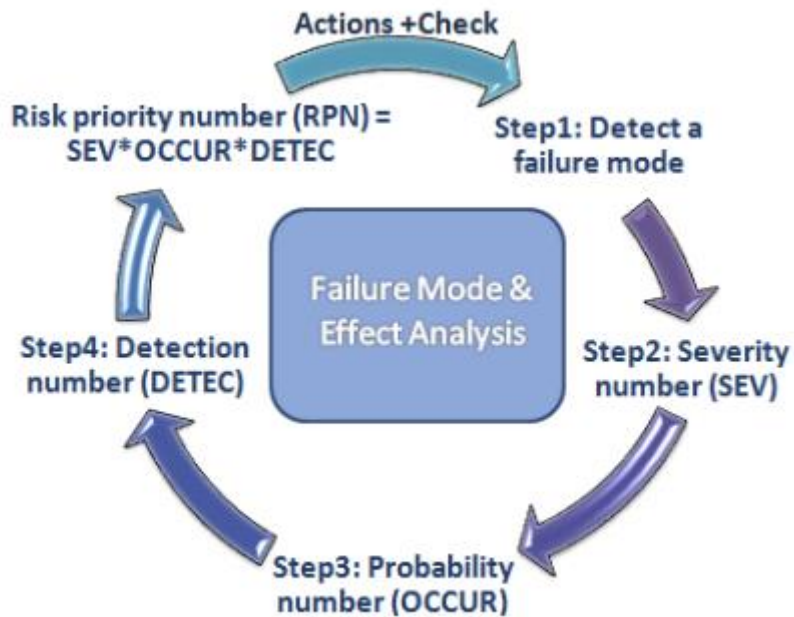 Actions +Check
Risk priority number (RPN) =
SEV*OCCUR*DETEC
Step1: Detect a
failure mode
Failure Mode &
Effect Analysis
Step2: Severity
number (SEV)
Step3: Probability
number (OCCUR)
Step4: Detection
number (DETEC)